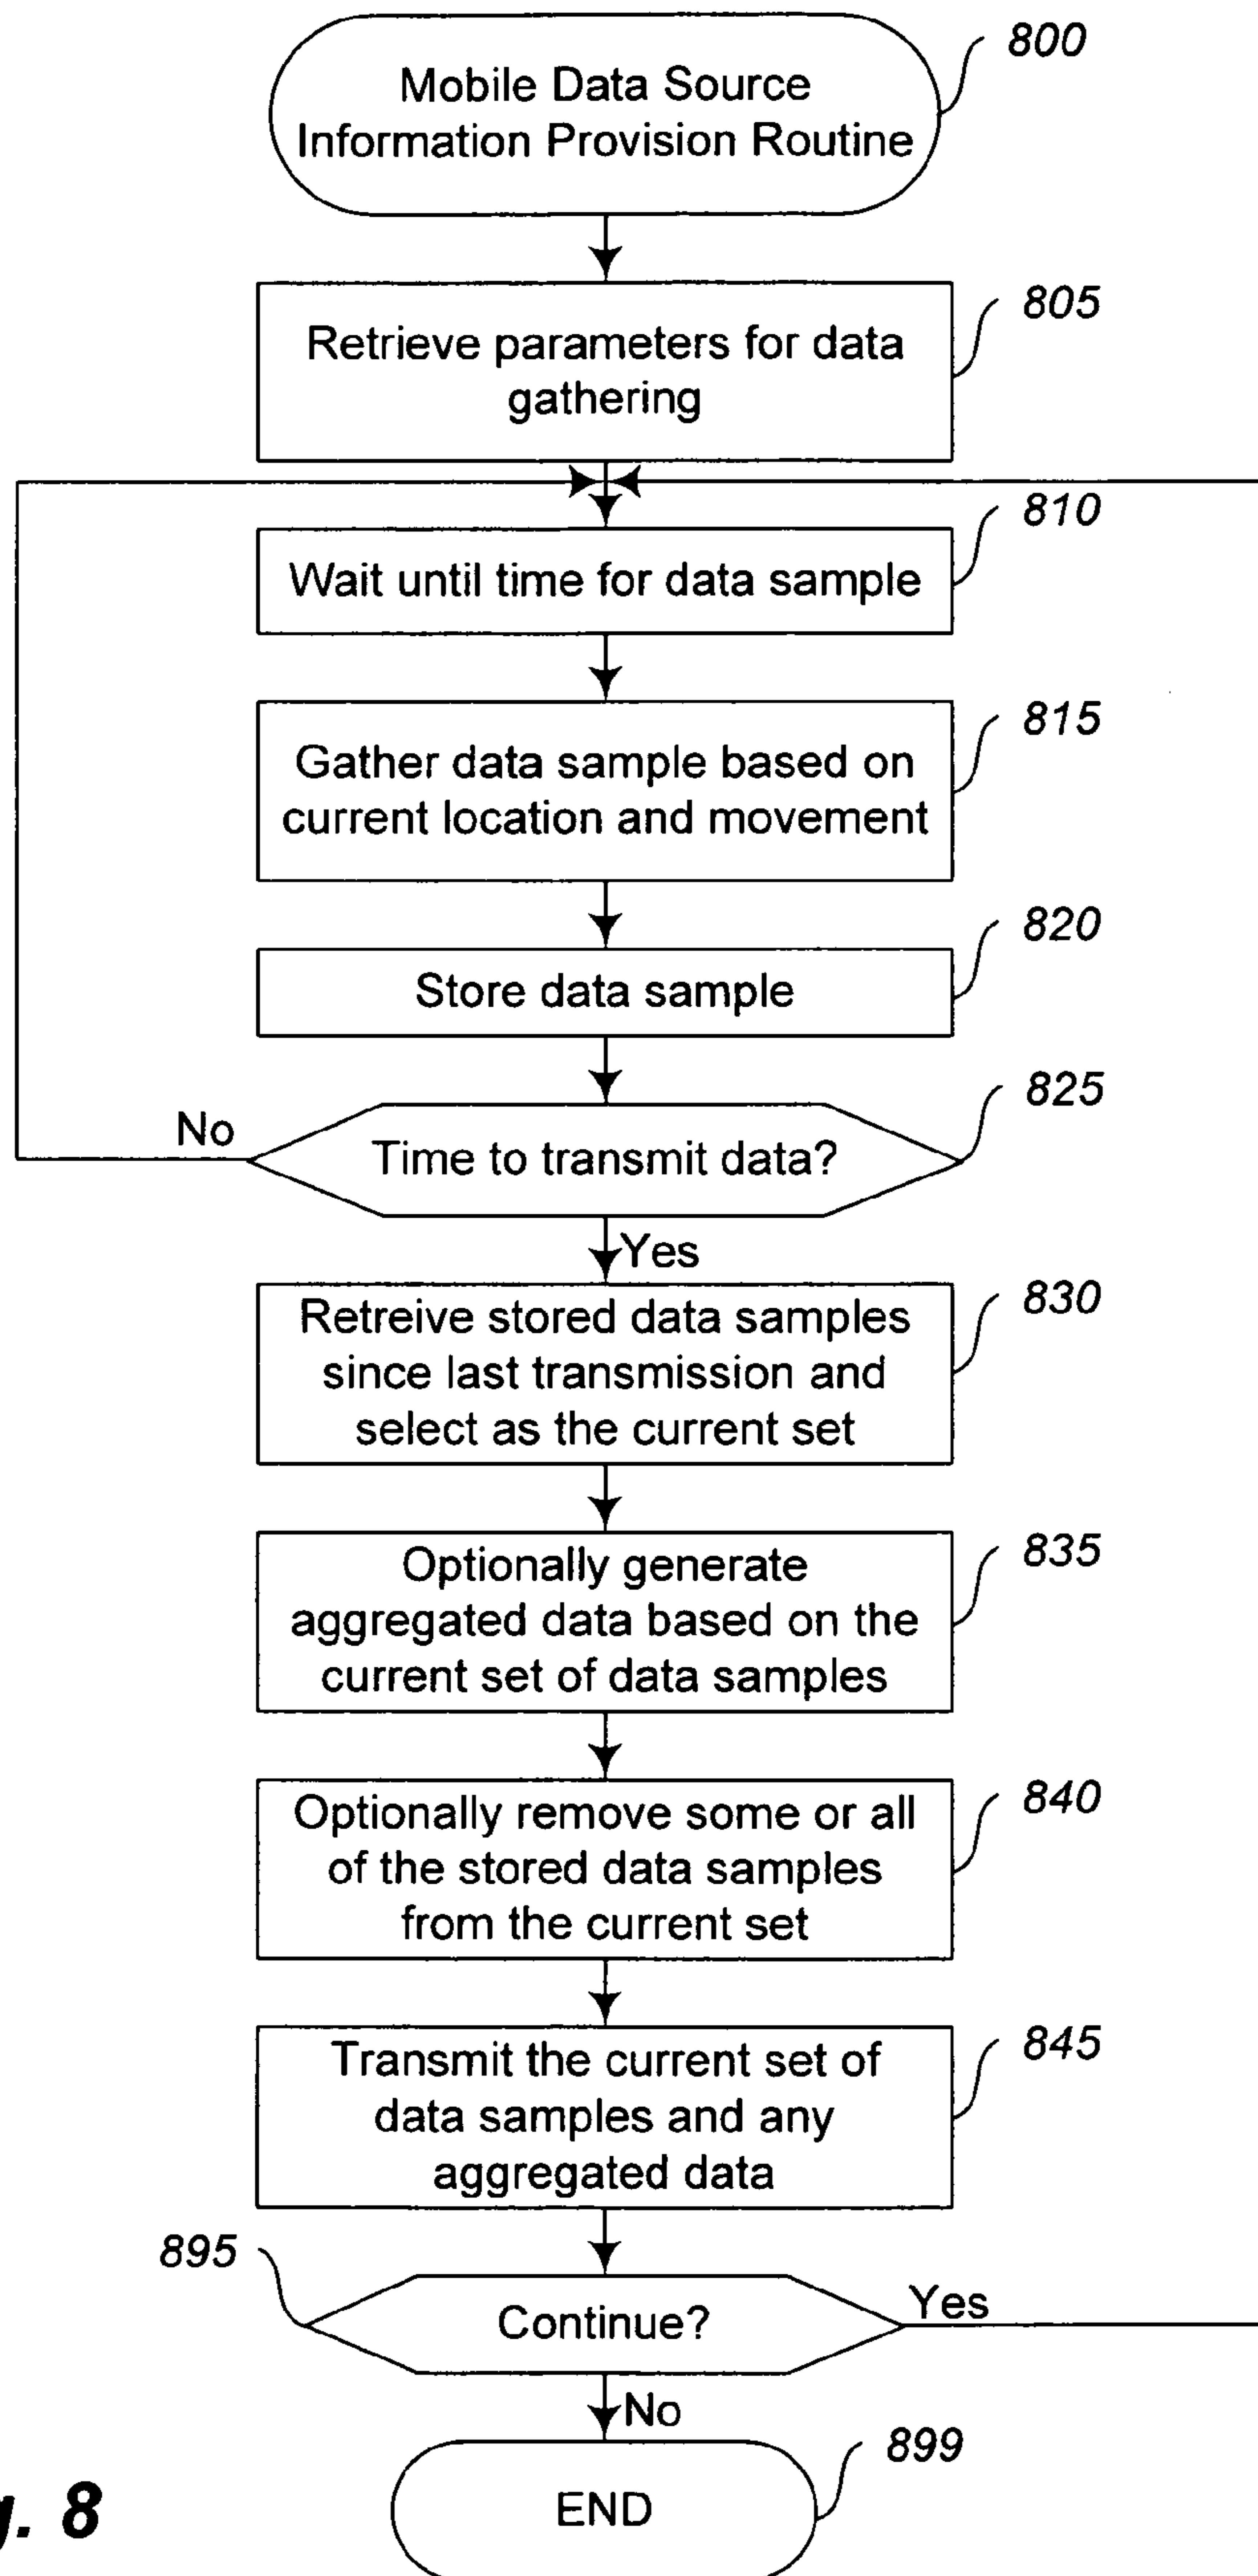 800
Mobile Data Source
Information Provision Routine
805
Retrieve parameters for data
gathering
810
Wait until time for data sample
815
Gather data sample based on
current location and movement
820
Store data sample
825
No
Time to transmit data?
Yes
830
Retreive stored data samples
since last transmission and
select as the current set
835
Optionally generate
aggregated data based on the
current set of data samples
840
Optionally remove some or all
of the stored data samples
from the current set
845
Transmit the current set of
data samples and any
aggregated data
895
Continue?
Yes
No
899
END
g. 8